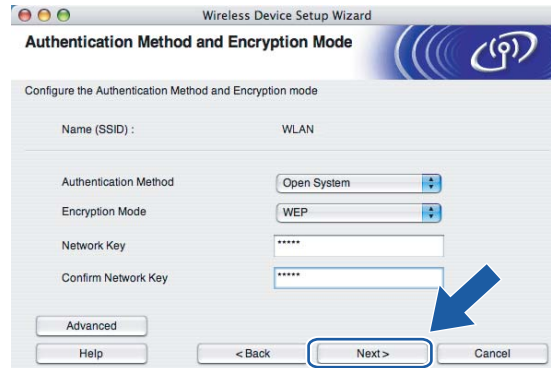 Wireless Device Setup Wizard
Authentication Method and Encryption Mode
Configure the Authentication Method and Encryption mode
Name (SSID) : WLAN
Authentication Method Open System
Encryption Mode WEP
Network Key *****
Confirm Network Key *****
Advanced
Help < Back Next > Cancel